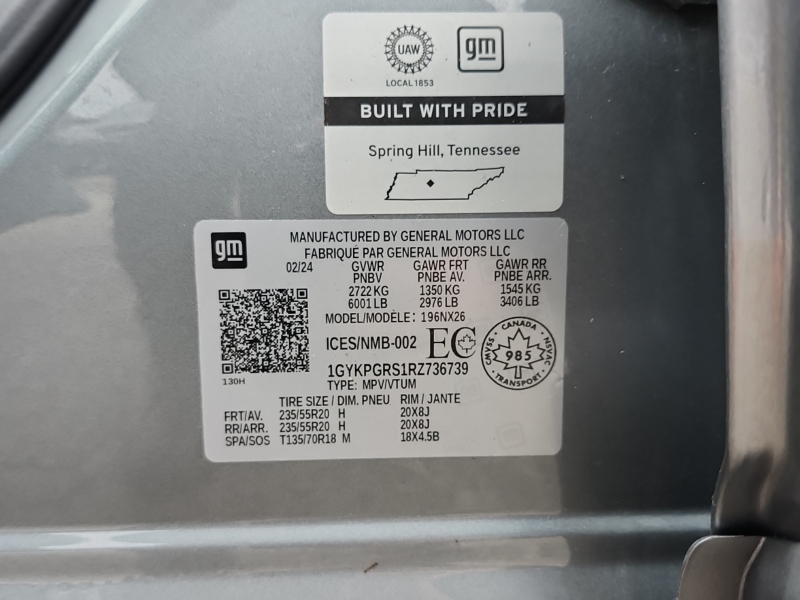 UAW gm
LOCAL 1853
BUILT WITH PRIDE
Spring Hill, Tennessee
gm
MANUFACTURED BY GENERAL MOTORS LLC
FABRIQUÉ PAR GENERAL MOTORS LLC
02/24 GVWR GAWR FRT GAWR RR
PNBV PNBE AV. PNBE ARR.
2722 KG 1350 KG 1545 KG
6001 LB 2976 LB 3406 LB
MODEL/MODÈLE: 196NX26
ICES/NMB-002 EC
CANADA
CMVSS 985 NSVAC
TRANSPORT
130H
1GYKPGRS1RZ736739
TYPE: MPV/VTUM
TIRE SIZE / DIM. PNEU RIM / JANTE
FRT/AV. 235/55R20 H 20X8J
RR/ARR. 235/55R20 H 20X8J
SPA/SOS T135/70R18 M 18X4.5B